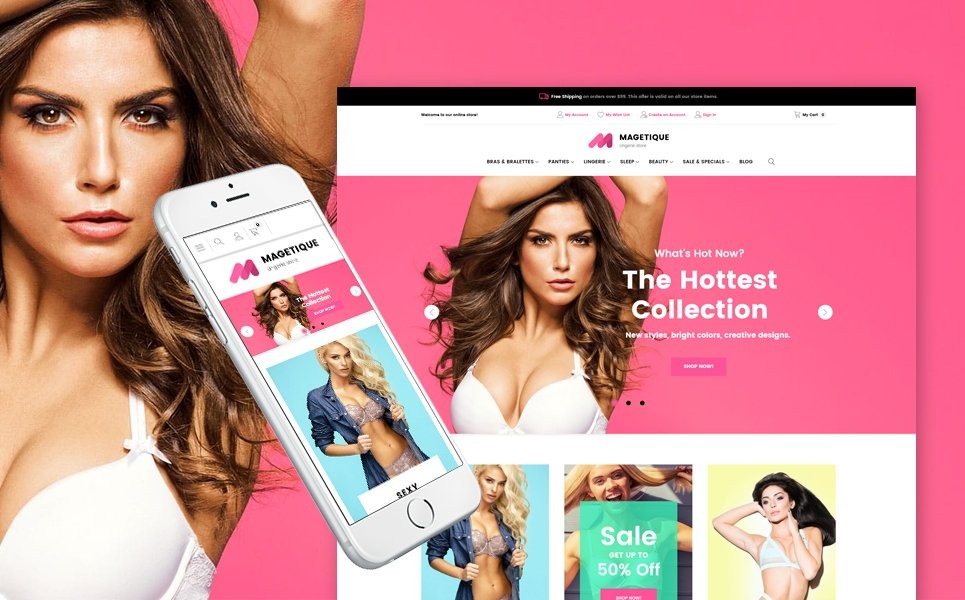 Free Shipping on orders over $99. This offer is valid on all our store items.
Welcome to our online store!
My Account
My Wish List
Create an Account
Sign In
My Cart 0
MAGETIQUE
Lingerie store
BRAS & BRALETTES
PANTIES
LINGERIE
SLEEP
BEAUTY
SALE & SPECIALS
BLOG
What's Hot Now?
The Hottest
Collection
New styles, bright colors, creative designs.
SHOP NOW!
Sale
GET UP TO
50% Off
SHOP NOW!
0
MAGETIQUE
Lingerie store
The Hottest
Collection
SHOP NOW!
SEXY